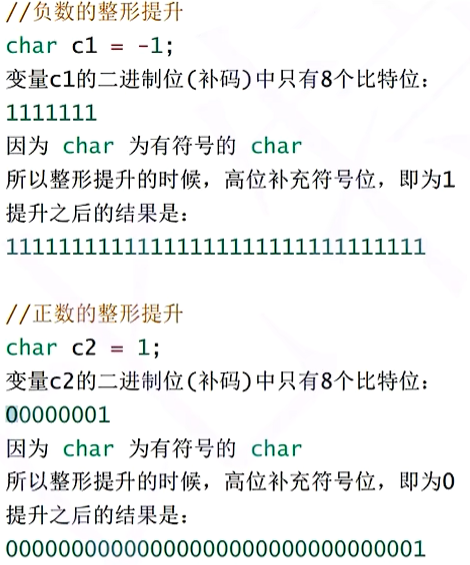 //负数的整形提升
char c1 = -1;
变量c1的二进制位(补码)中只有8个比特位：
1111111
因为 char 为有符号的 char
所以整形提升的时候，高位补充符号位，即为1
提升之后的结果是：
11111111111111111111111111111111
//正数的整形提升
char c2 = 1;
变量c2的二进制位(补码)中只有8个比特位：
00000001
因为 char 为有符号的 char
所以整形提升的时候，高位补充符号位，即为0
提升之后的结果是：
00000000000000000000000000000001